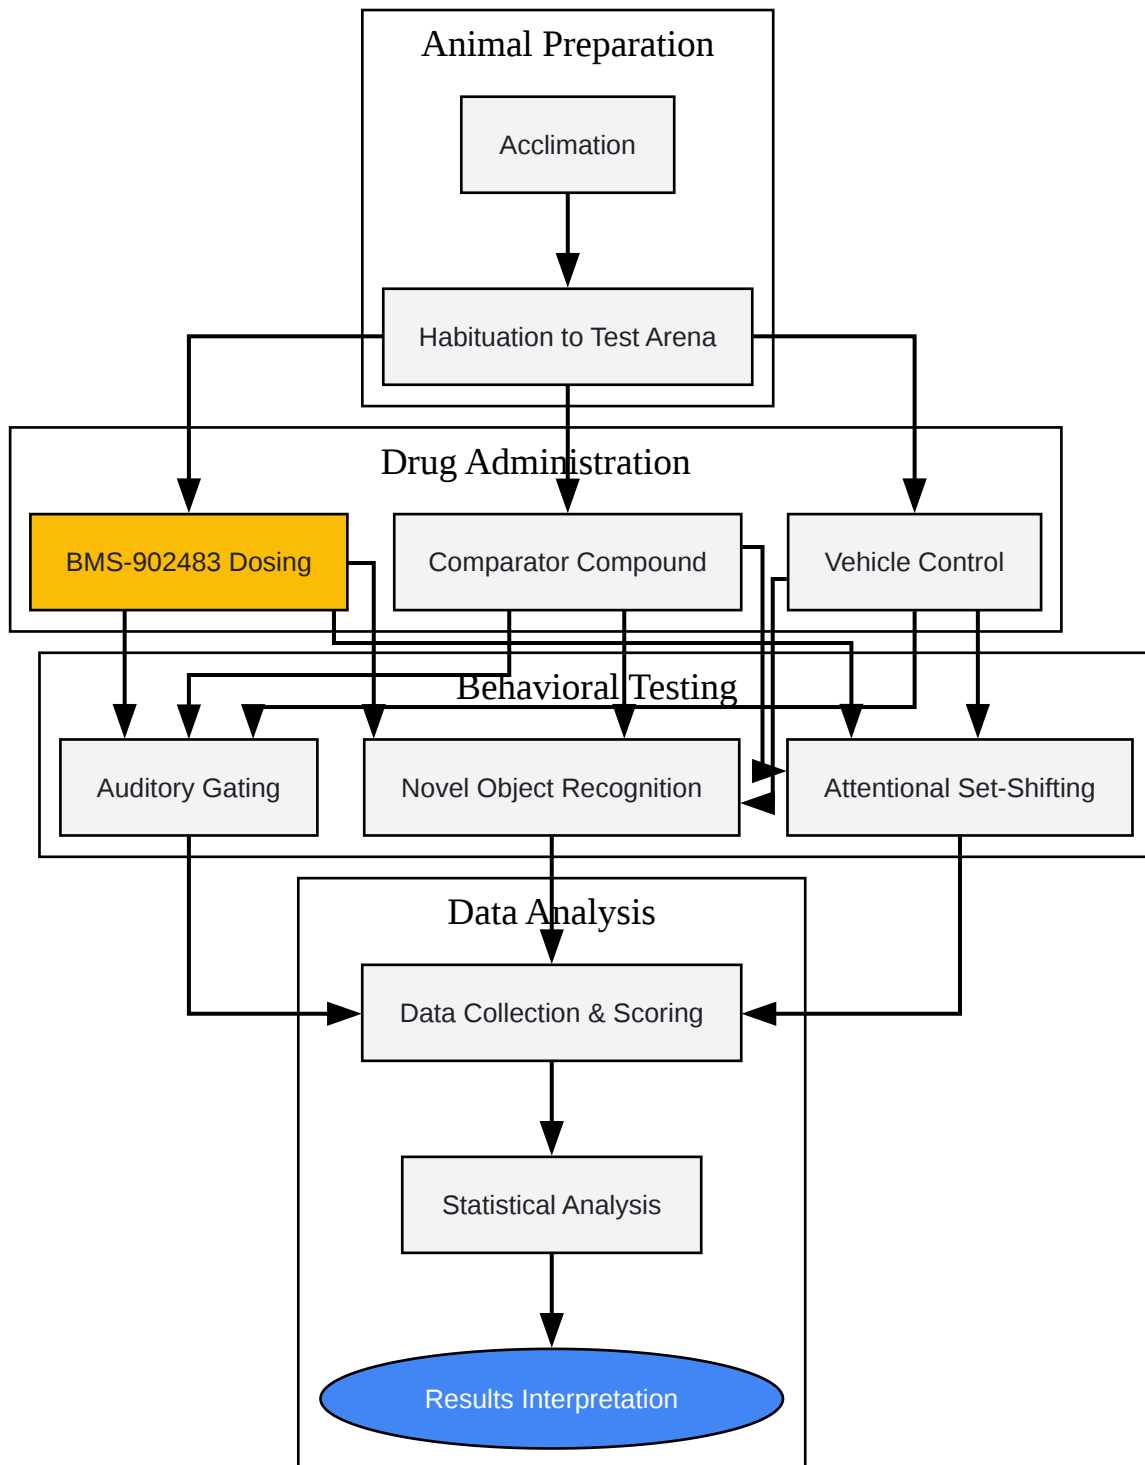 Animal Preparation
Acclimation
Habituation to Test Arena
Drug Administration
BMS-902483 Dosing
Comparator Compound
Vehicle Control
Behavioral Testing
Auditory Gating
Novel Object Recognition
Attentional Set-Shifting
Data Analysis
Data Collection & Scoring
Statistical Analysis
Results Interpretation